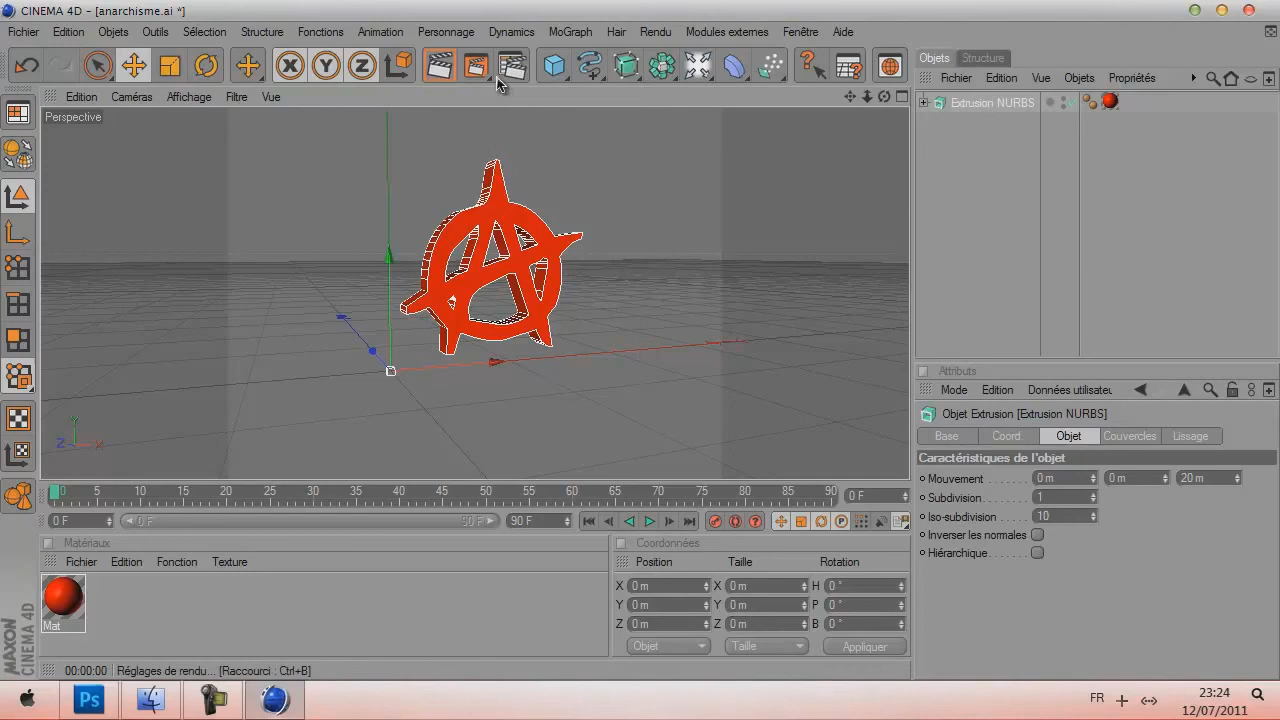 CINEMA 4D - [anarchisme.ai *]
Fichier Edition Outils Sélection Structure Fonctions Animation Personnage Dynamics MoGraph Hair Rendu Modules externes Fenêtre Aide
X Y Z
Objets Structure
Edition Caméras Affichage Filtre Vue
Fichier Edition Vue Objets Propriétés
Perspective
Extrusion NURBS
Y
Z X
Attributs
Mode Edition Données utilisateu
Objet Extrusion [Extrusion NURBS]
Base Coord. Objet Couvercles Lissage
Caractéristiques de l'objet
Mouvement 0 m 0 m 20 m
Subdivision 1
Iso-subdivision 10
Inverser les normales
Hiérarchique
0 5 10 15 20 25 30 35 40 45 50 55 60 65 70 75 80 85 90 0 F
0 F 0 F 90 F 90 F
Matériaux
Fichier Edition Fonction Texture
Mat
Coordonnées
Position Taille Rotation
X 0 m X 0 m H 0 °
Y 0 m Y 0 m P 0 °
Z 0 m Z 0 m B 0 °
Objet Taille Appliquer
MAXON
CINEMA 4D
00:00:00 Réglages de rendu... [Raccourci : Ctrl+B]
Ps
FR
23:24
12/07/2011